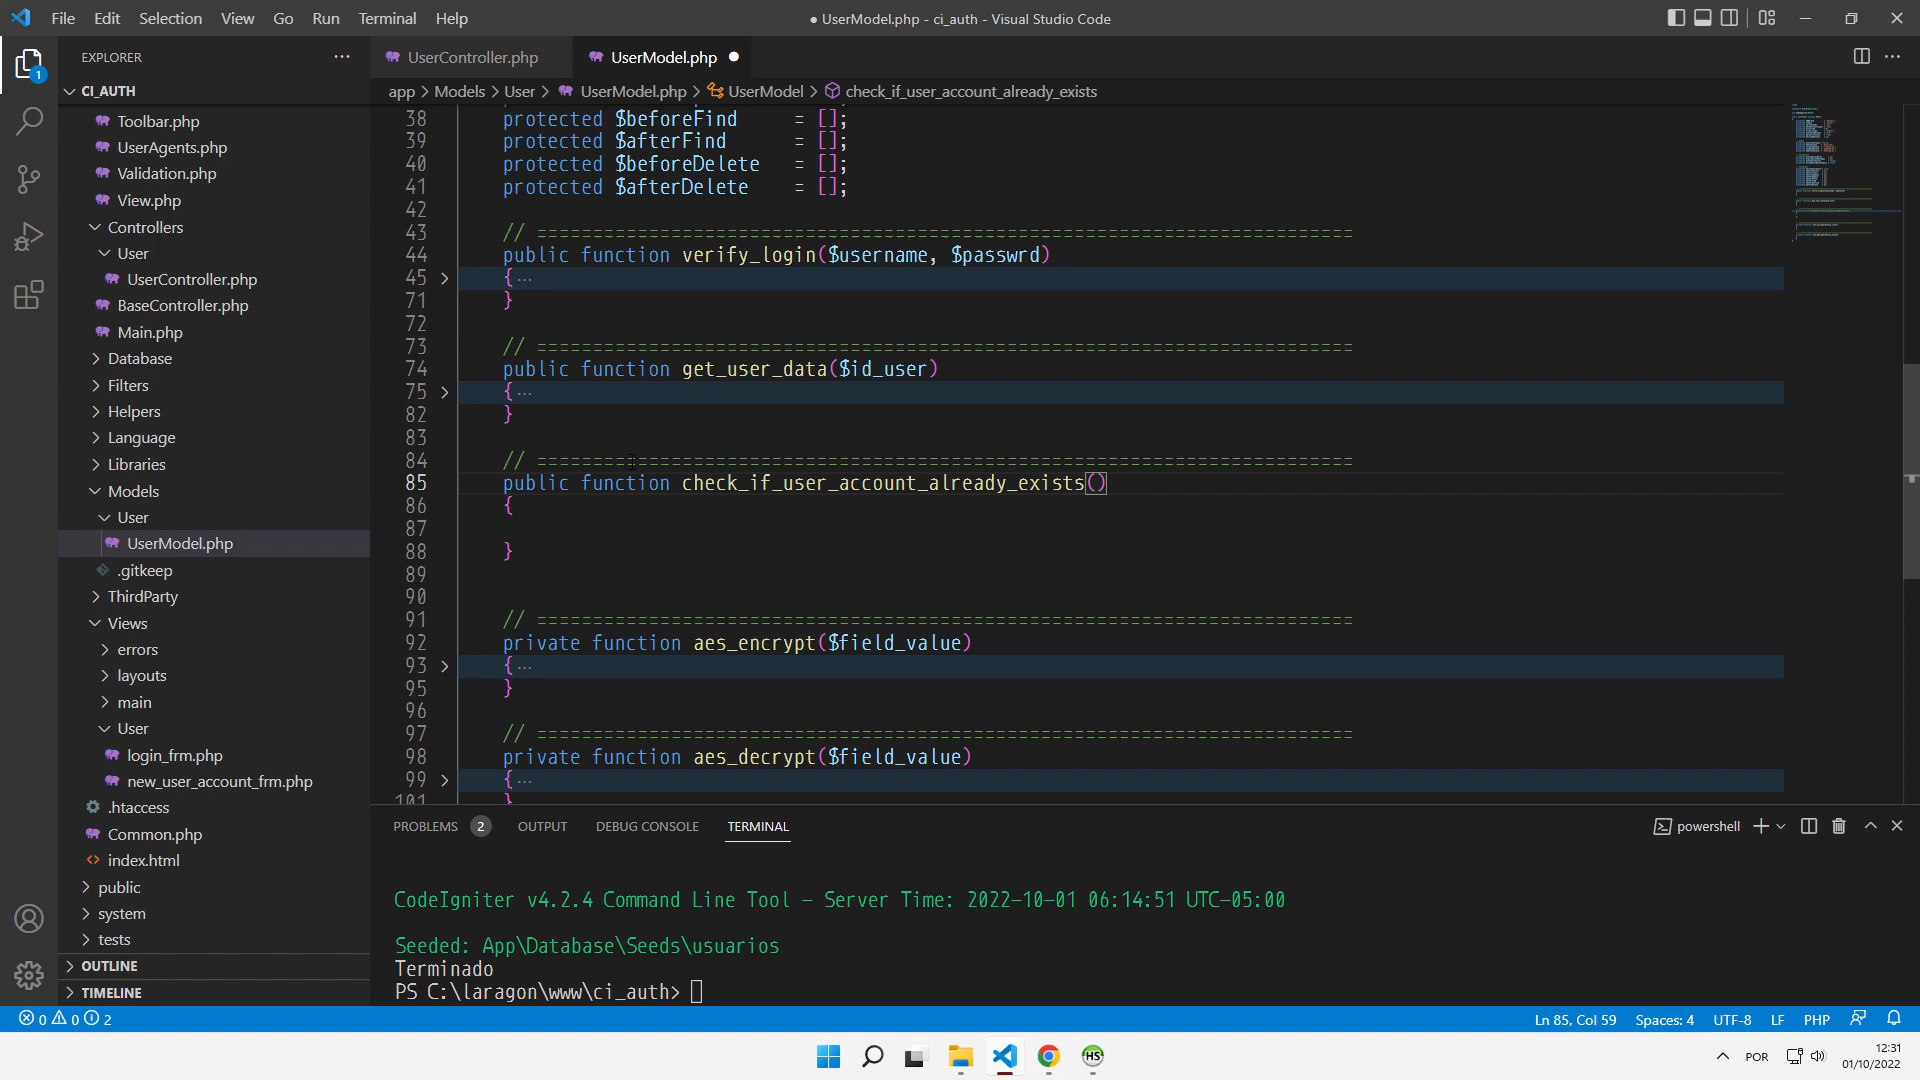 File Edit Selection View Go Run Terminal Help
● UserModel.php - ci_auth - Visual Studio Code
EXPLORER
CI_AUTH
Toolbar.php
UserAgents.php
Validation.php
View.php
Controllers
User
UserController.php
BaseController.php
Main.php
Database
Filters
Helpers
Language
Libraries
Models
User
UserModel.php
.gitkeep
ThirdParty
Views
errors
layouts
main
User
login_frm.php
new_user_account_frm.php
.htaccess
Common.php
index.html
public
system
tests
OUTLINE
TIMELINE
UserController.php UserModel.php
app > Models > User > UserModel.php > UserModel > check_if_user_account_already_exists
38 protected $beforeFind = [];
39 protected $afterFind = [];
40 protected $beforeDelete = [];
41 protected $afterDelete = [];
42
43 // =========================================================================
44 public function verify_login($username, $passwrd)
45 {...
71 }
72
73 // =========================================================================
74 public function get_user_data($id_user)
75 {...
82 }
83
84 // =========================================================================
85 public function check_if_user_account_already_exists()
86 {
87
88 }
89
90
91 // =========================================================================
92 private function aes_encrypt($field_value)
93 {...
95 }
96
97 // =========================================================================
98 private function aes_decrypt($field_value)
99 {...
101 }
PROBLEMS 2 OUTPUT DEBUG CONSOLE TERMINAL
powershell
CodeIgniter v4.2.4 Command Line Tool - Server Time: 2022-10-01 06:14:51 UTC-05:00
Seeded: App\Database\Seeds\usuarios
Terminado
PS C:\laragon\www\ci_auth>
1
0 0 2
Ln 85, Col 59 Spaces: 4 UTF-8 LF PHP
HS
POR
12:31
01/10/2022